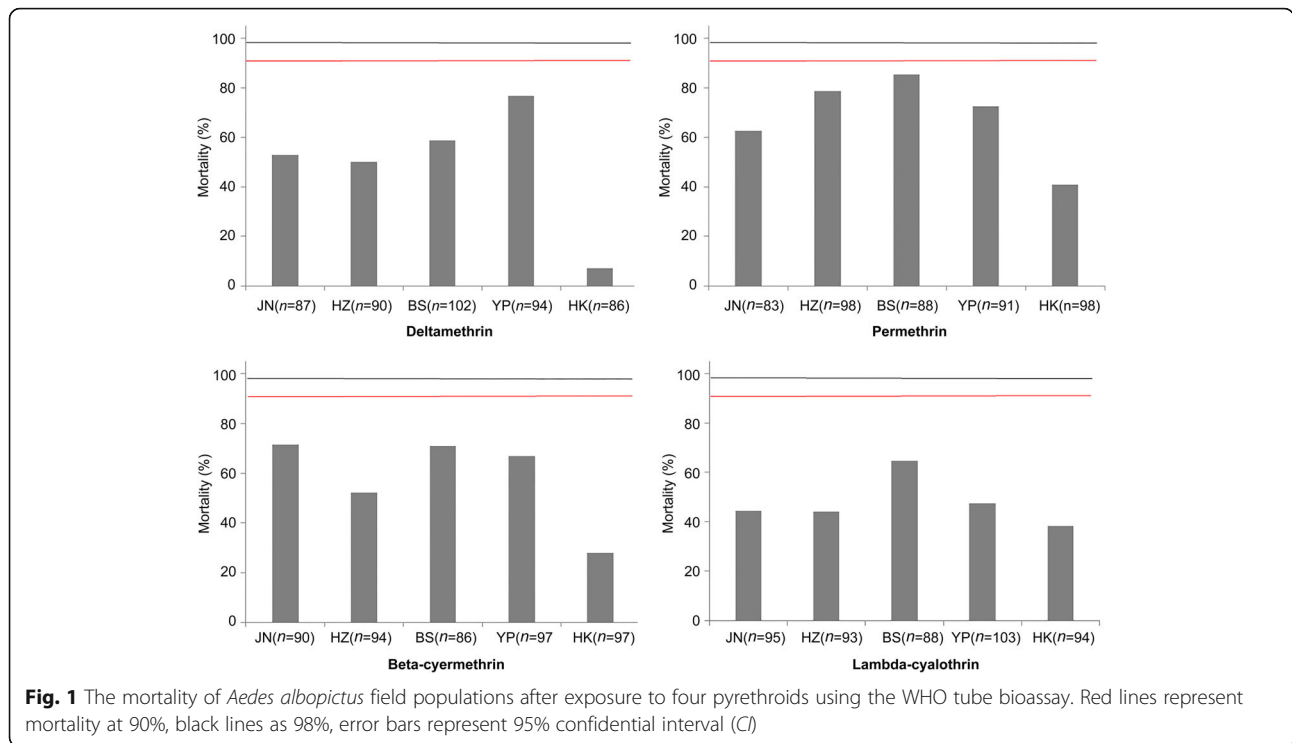 Mortality (%)
100
80
60
40
20
0
JN(n=87) HZ(n=90) BS(n=102) YP(n=94) HK(n=86)
Deltamethrin
Mortality (%)
100
80
60
40
20
0
JN(n=83) HZ(n=98) BS(n=88) YP(n=91) HK(n=98)
Permethrin
Mortality (%)
100
80
60
40
20
0
JN(n=90) HZ(n=94) BS(n=86) YP(n=97 HK(n=97)
Beta-cyermethrin
Mortality (%)
100
80
60
40
20
0
JN(n=95) HZ(n=93) BS(n=88) YP(n=103) HK(n=94)
Lambda-cyalothrin
Fig. 1 The mortality of Aedes albopictus field populations after exposure to four pyrethroids using the WHO tube bioassay. Red lines represent
mortality at 90%, black lines as 98%, error bars represent 95% confidential interval (CI)